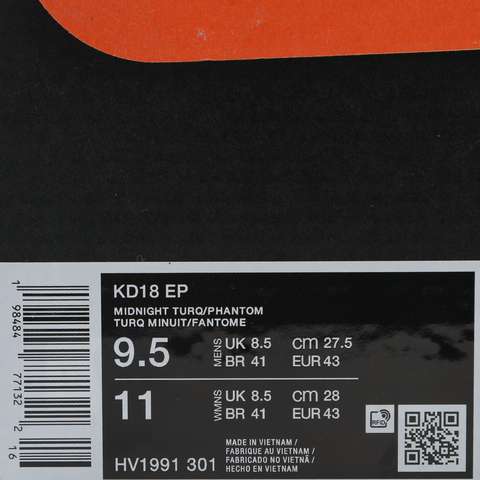 KD18 EP
MIDNIGHT TURQ/PHANTOM
TURQ MINUIT/FANTOME
9.5 MENS UK 8.5 cm 27.5
BR 41 EUR 43
11 WMNS UK 8.5 cm 28
BR 41 EUR 43
MADE IN VIETNAM /
FABRIQUE AU VIETNAM /
FABRICADO NO VIETNÃ /
HECHO EN VIETNAM
HV1991 301
RFID
1 98484 77132 2 16